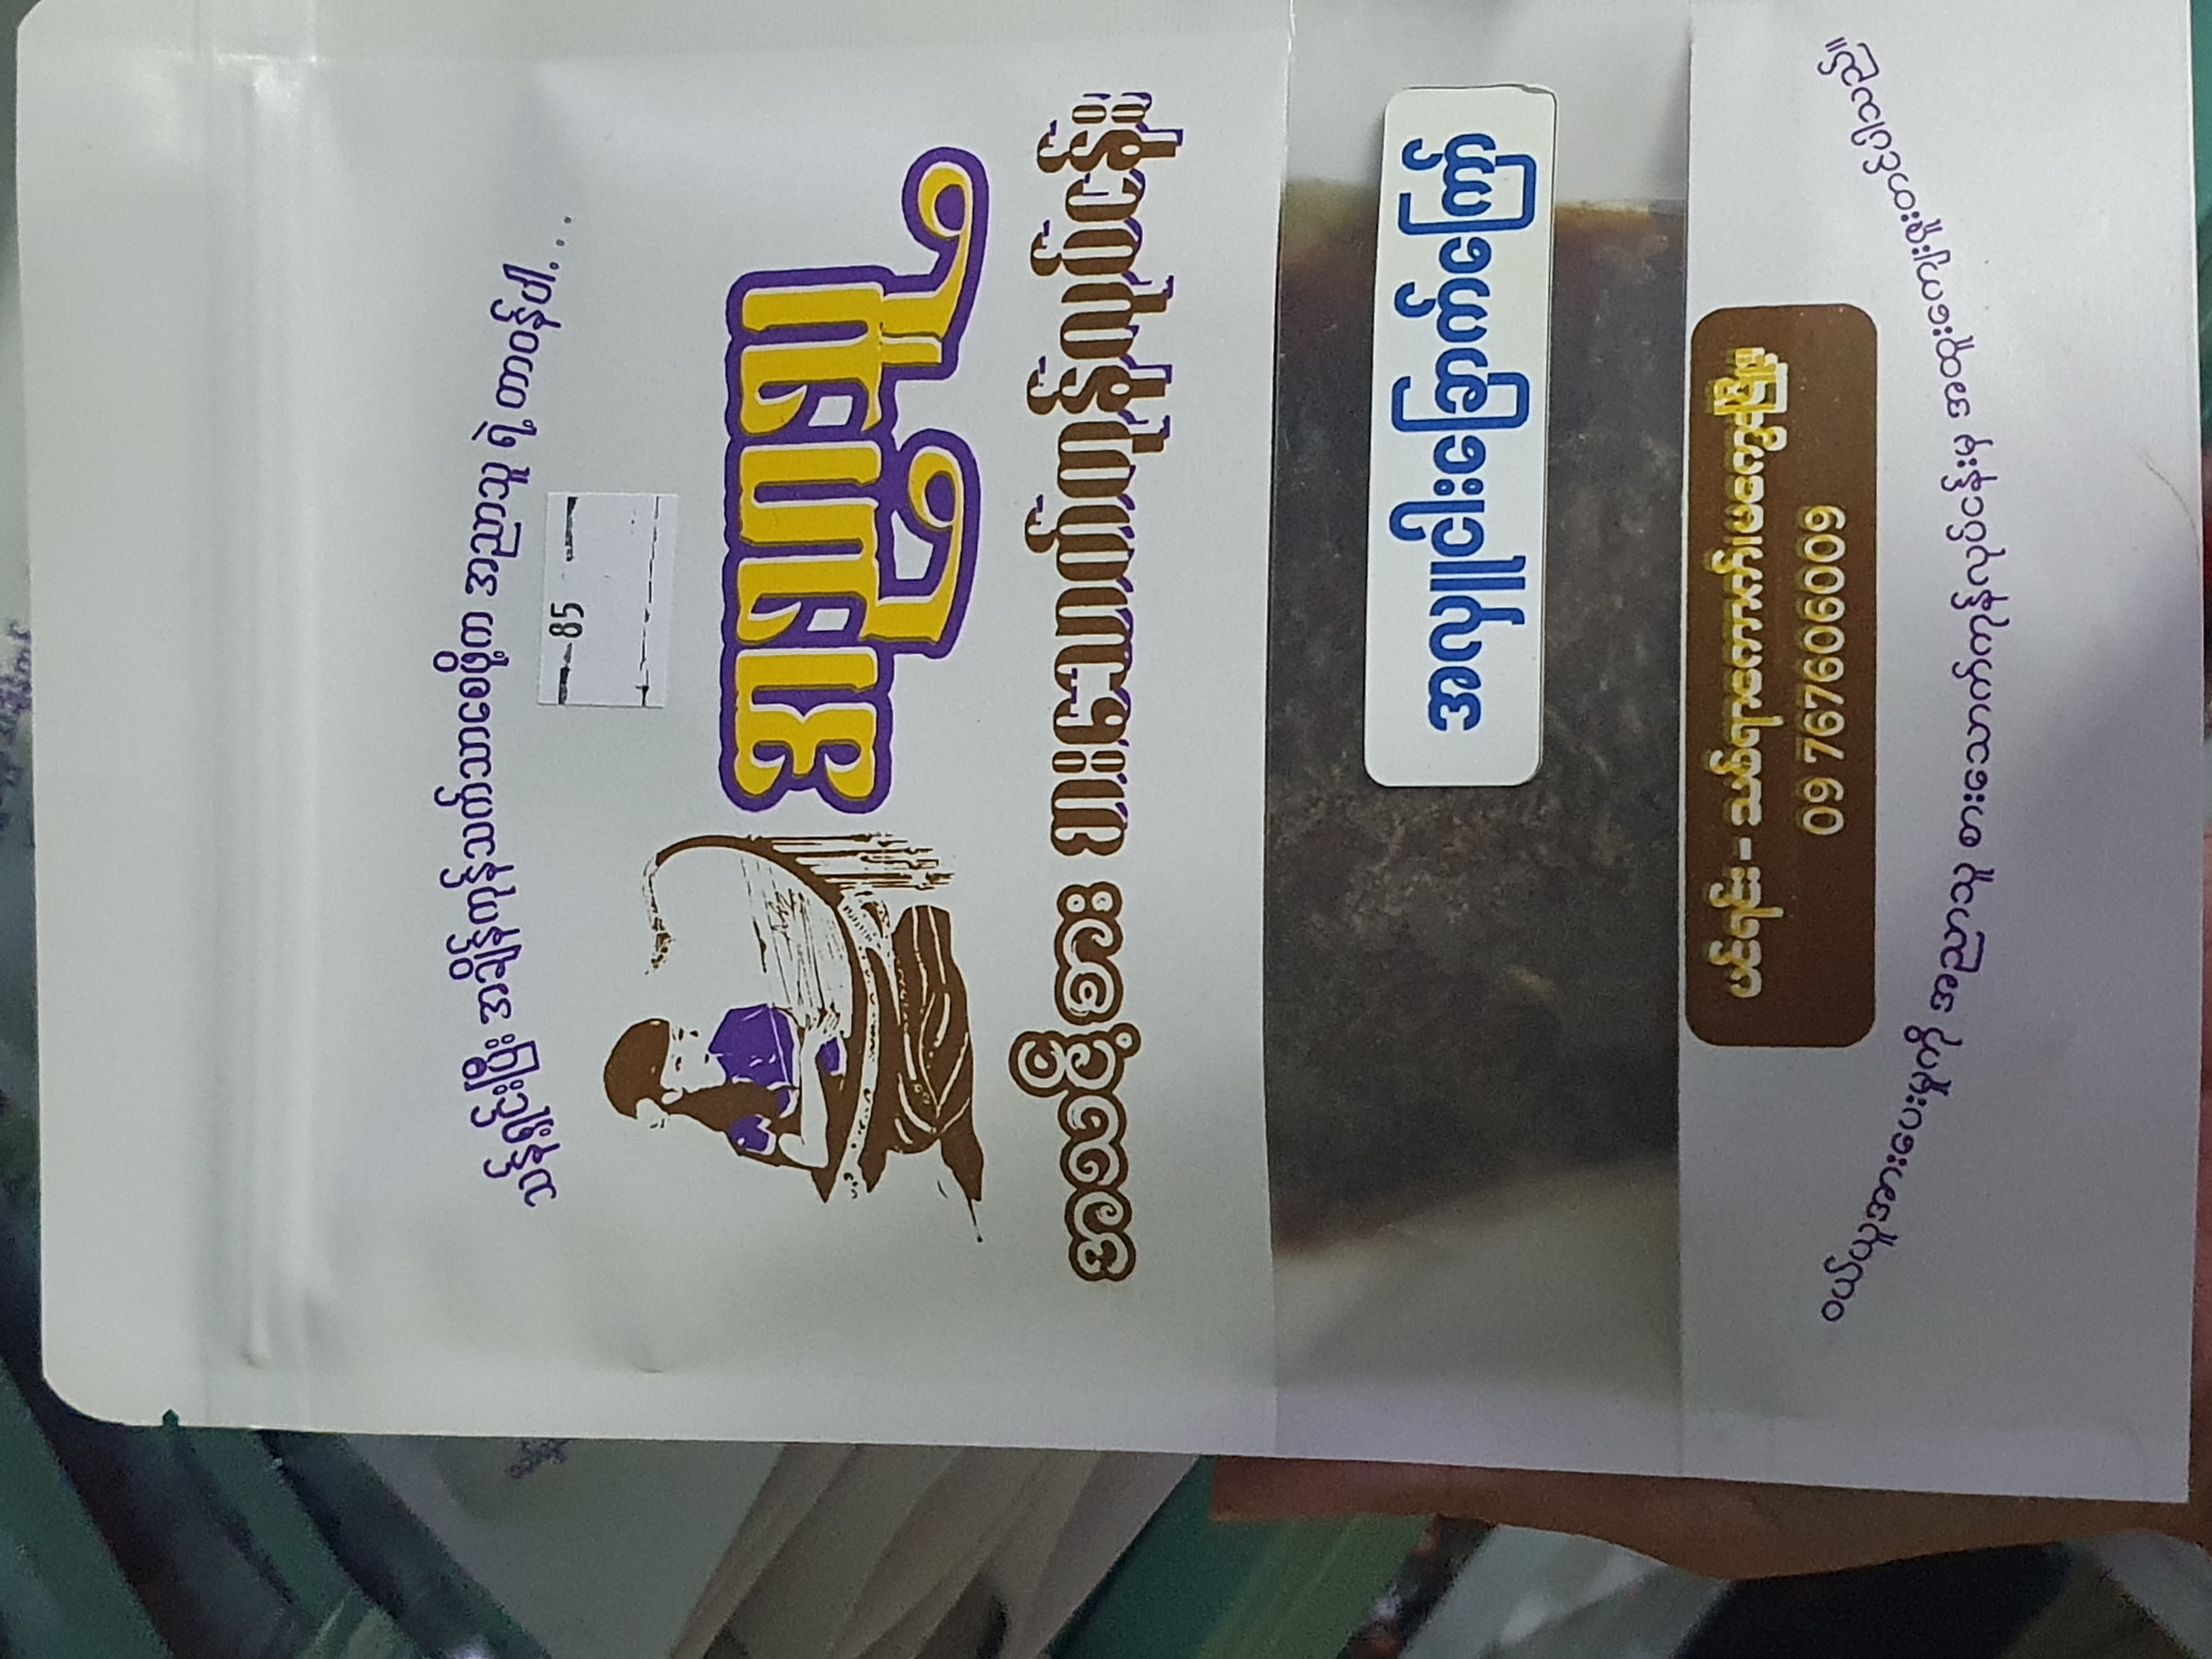 သန့်ရှင်းပြီး အချိန်ကုန်သက်သာစေဖို့က အညာသူ ရဲ့ တာဝန်ပါ...
85
အညာသူ
အသင့်စား စားသောက်ကုန်လုပ်ငန်း
အလှူငါးခြောက်ကြော်
ပင်ရင်း - သစ်ရာကောက်၊မကွေးမြို့။
09 767606009
ဝယ်ယူအားပေးမှုကို အညာသူ စားသောက်ကုန်လုပ်ငန်းမှ အထူးကျေးဇူးတင်ပါသည်။